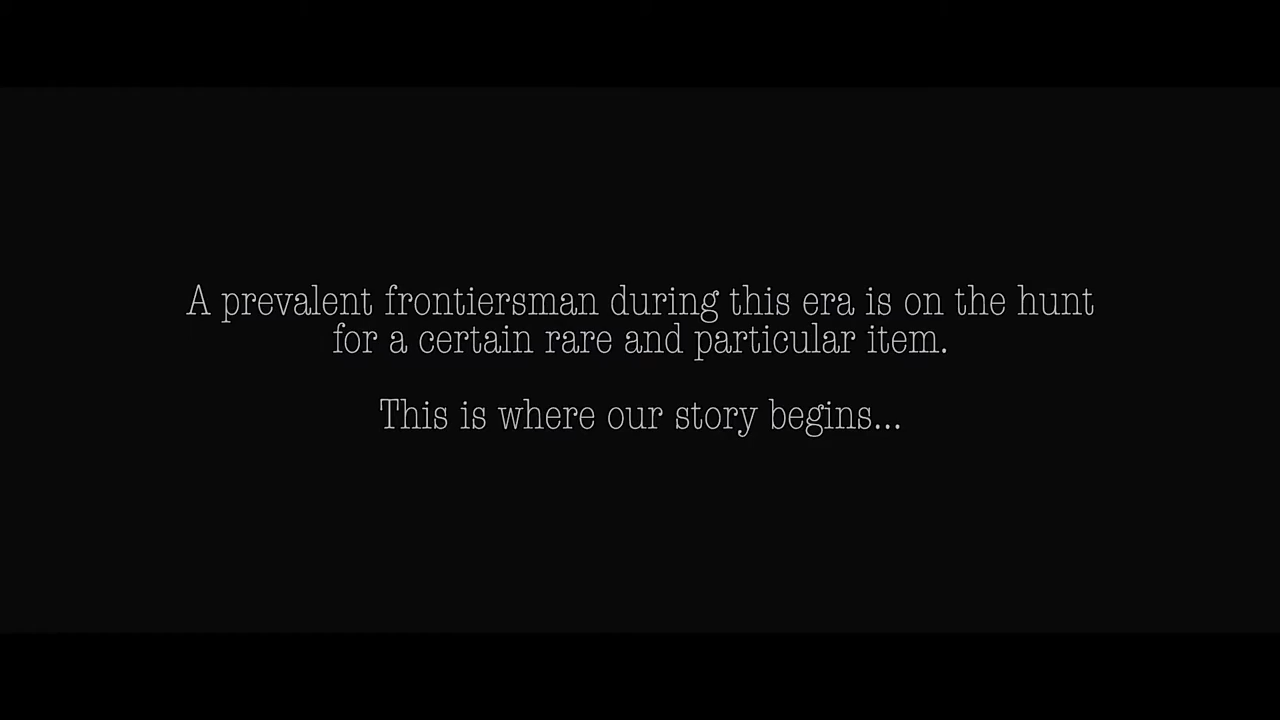 A prevalent frontiersman during this era is on the hunt
for a certain rare and particular item.
This is where our story begins...